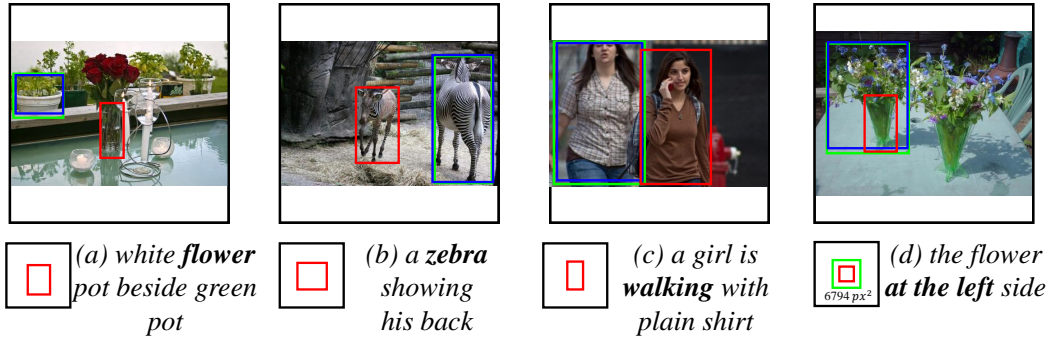 (a) white flower
pot beside green
pot
(b) a zebra
showing
his back
(c) a girl is
walking with
plain shirt
6794 px²
(d) the flower
at the left side